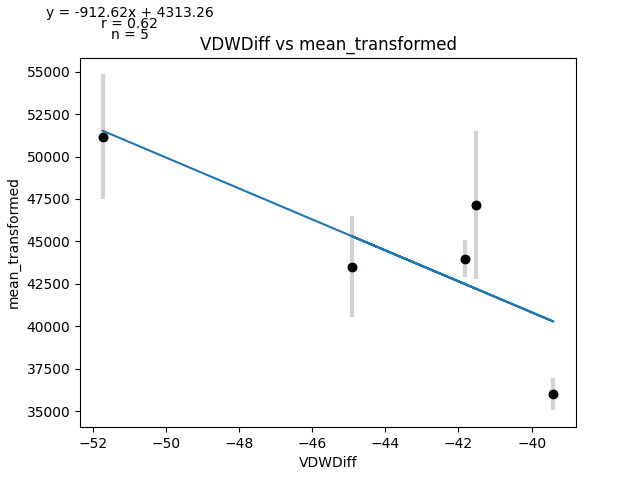 y = -912.62x + 4313.26
r = 0.62
n = 5
VDWDiff vs mean_transformed
mean_transformed
55000
52500
50000
47500
45000
42500
40000
37500
35000
−52
−50
−48
−46
−44
−42
−40
VDWDiff